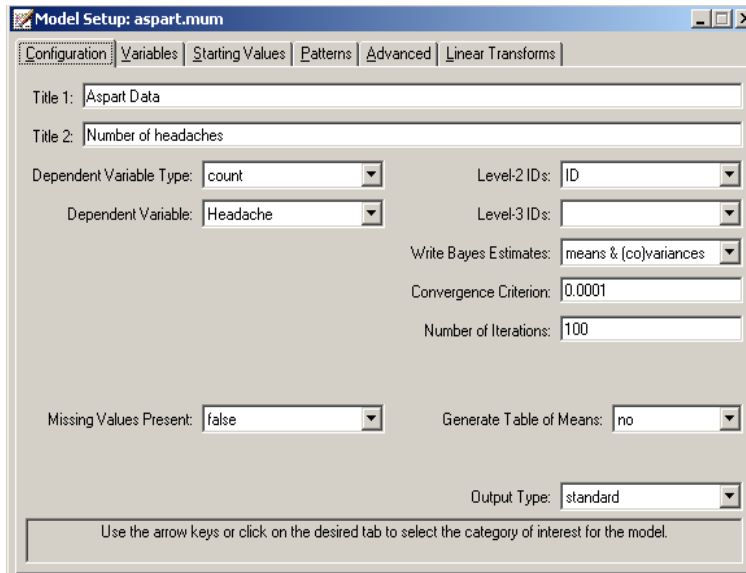 Model Setup: aspart.mum
Configuration Variables Starting Values Patterns Advanced Linear Transforms
Title 1: Aspart Data
Title 2: Number of headaches
Dependent Variable Type: count Level-2 IDs: ID
Dependent Variable: Headache Level-3 IDs:
Write Bayes Estimates: means & (co)variances
Convergence Criterion: 0.0001
Number of Iterations: 100
Missing Values Present: false Generate Table of Means: no
Output Type: standard
Use the arrow keys or click on the desired tab to select the category of interest for the model.